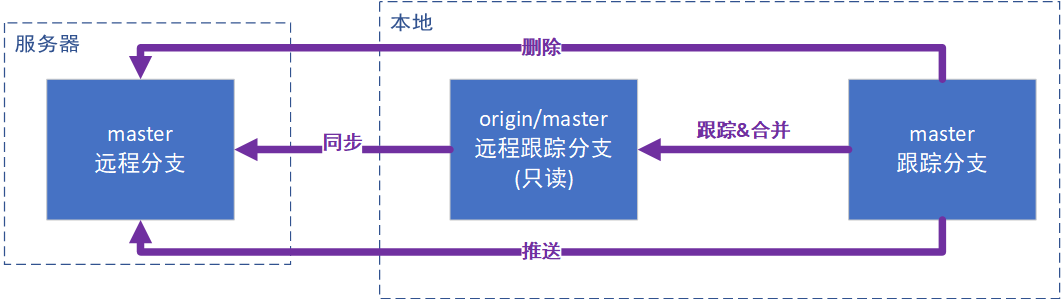 本地
服务器
删除
master
远程分支
同步
origin/master
远程跟踪分支
(只读)
跟踪&合并
master
跟踪分支
推送